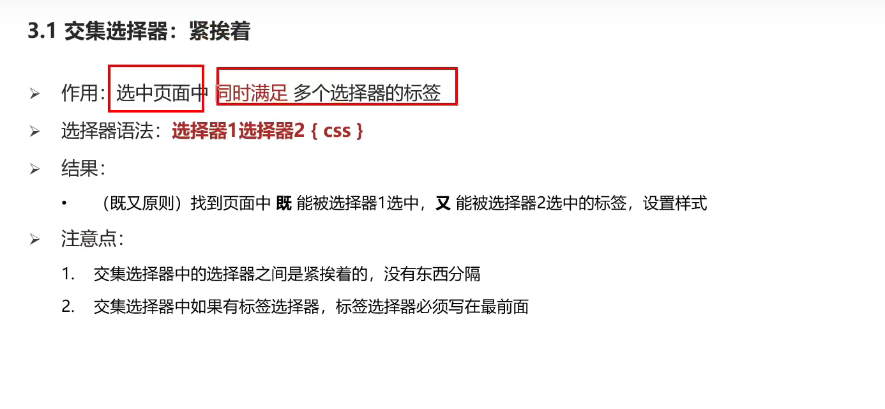 3.1 交集选择器：紧挨着
➢ 作用：选中页面中 同时满足 多个选择器的标签
➢ 选择器语法：选择器1选择器2 { css }
➢ 结果：
• （既又原则）找到页面中 既 能被选择器1选中，又 能被选择器2选中的标签，设置样式
➢ 注意点：
1. 交集选择器中的选择器之间是紧挨着的，没有东西分隔
2. 交集选择器中如果有标签选择器，标签选择器必须写在最前面